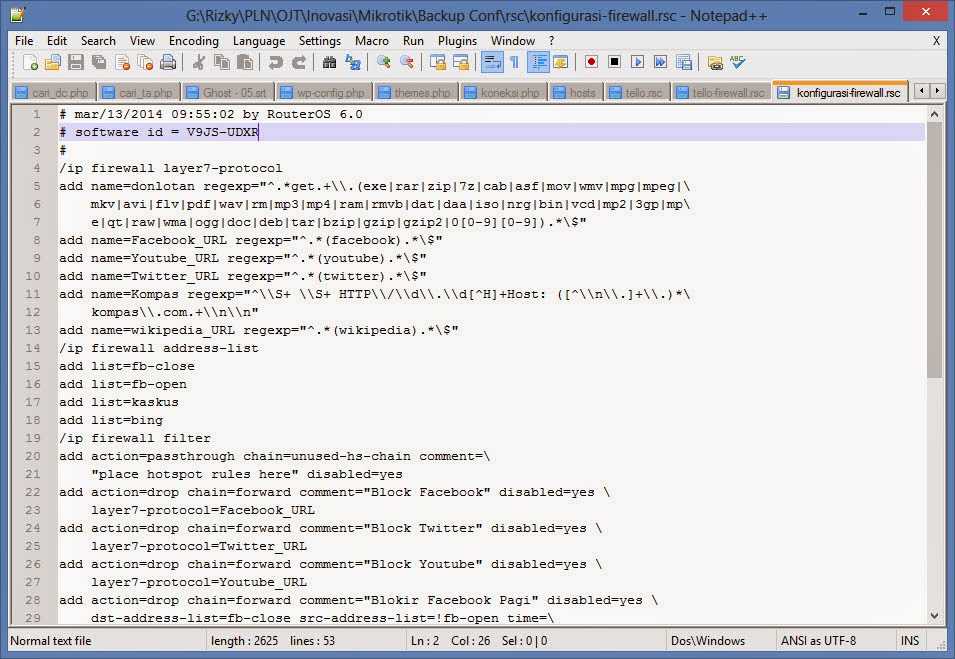 G:\Rizky\PLN\OJT\Inovasi\Mikrotik\Backup Conf\rsc\konfigurasi-firewall.rsc - Notepad++
File Edit Search View Encoding Language Settings Macro Run Plugins Window ? X
cari_dc.php cari_ta.php Ghost - 05.srt wp-config.php themes.php koneksi.php hosts tello.rsc tello-firewall.rsc konfigurasi-firewall.rsc
1 # mar/13/2014 09:55:02 by RouterOS 6.0
2 # software id = V9JS-UDXR
3 #
4 /ip firewall layer7-protocol
5 add name=donlotan regexp="^.*get.+\\.(exe|rar|zip|7z|cab|asf|mov|wmv|mpg|mpeg|\
6 mkv|avi|flv|pdf|wav|rm|mp3|mp4|ram|rmvb|dat|daa|iso|nrg|bin|vcd|mp2|3gp|mp\
7 e|qt|raw|wma|ogg|doc|deb|tar|bzip|gzip|gzip2|0[0-9][0-9]).*\$"
8 add name=Facebook_URL regexp="^.*(facebook).*\$"
9 add name=Youtube_URL regexp="^.*(youtube).*\$"
10 add name=Twitter_URL regexp="^.*(twitter).*\$"
11 add name=Kompas regexp="^\\S+ \\S+ HTTP\\/\\d\\.\\d[^H]+Host: ([^\\n\\.]+\\.)*\
12 kompas\\.com.+\\n\\n"
13 add name=wikipedia_URL regexp="^.*(wikipedia).*\$"
14 /ip firewall address-list
15 add list=fb-close
16 add list=fb-open
17 add list=kaskus
18 add list=bing
19 /ip firewall filter
20 add action=passthrough chain=unused-hs-chain comment=\
21 "place hotspot rules here" disabled=yes
22 add action=drop chain=forward comment="Block Facebook" disabled=yes \
23 layer7-protocol=Facebook_URL
24 add action=drop chain=forward comment="Block Twitter" disabled=yes \
25 layer7-protocol=Twitter_URL
26 add action=drop chain=forward comment="Block Youtube" disabled=yes \
27 layer7-protocol=Youtube_URL
28 add action=drop chain=forward comment="Blokir Facebook Pagi" disabled=yes \
29 dst-address-list=fb-close src-address-list=!fb-open time=\
Normal text file length : 2625 lines : 53 Ln : 2 Col : 26 Sel : 0 | 0 Dos\Windows ANSI as UTF-8 INS